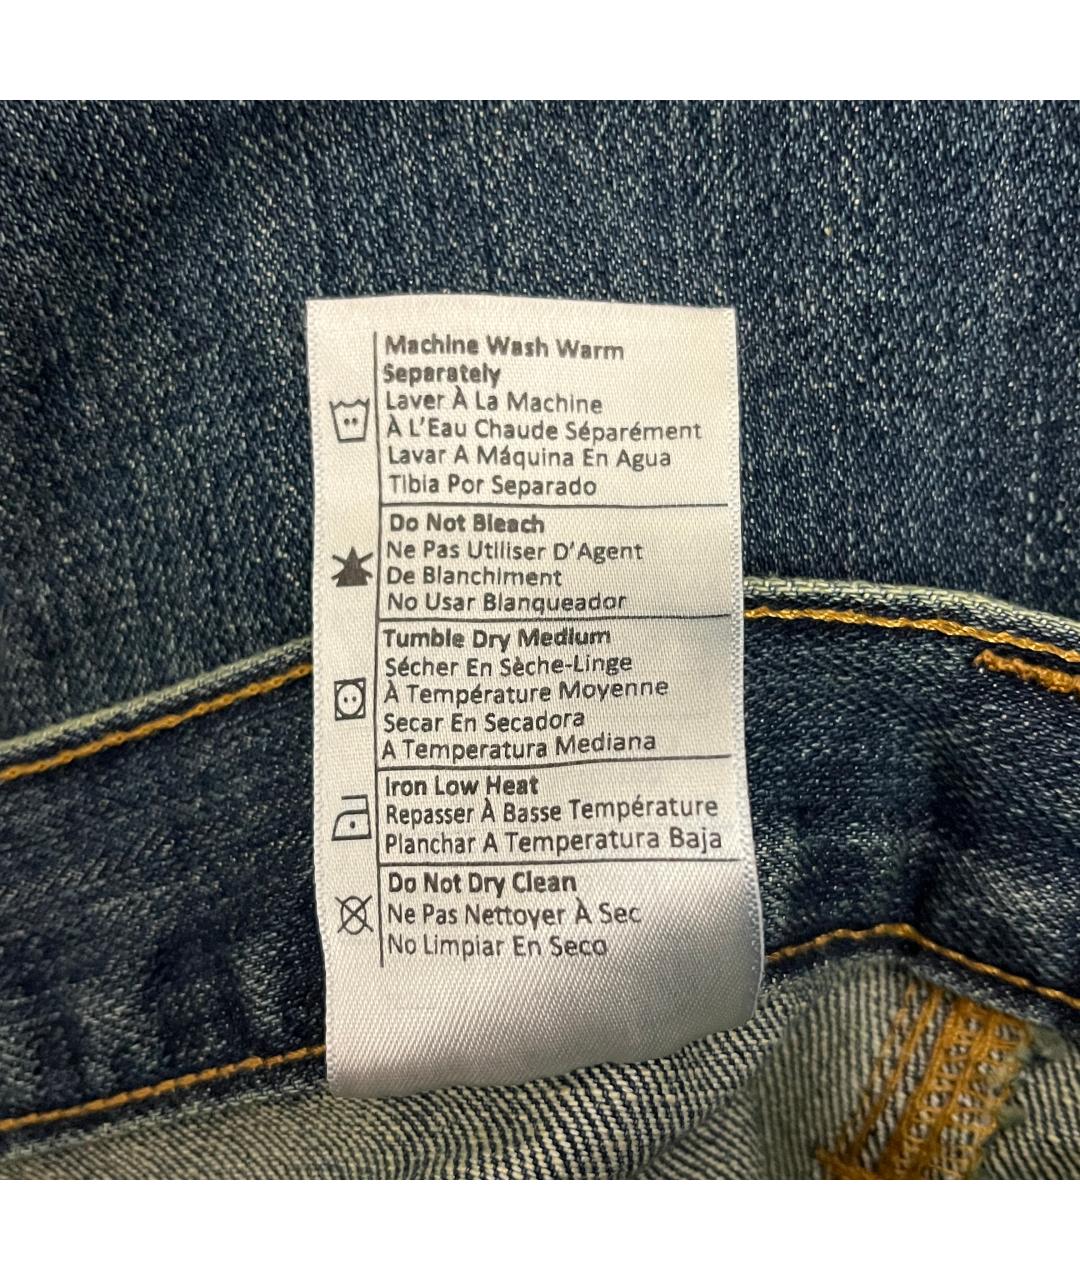 Machine Wash Warm
Separately
Laver À La Machine
À L'Eau Chaude Séparément
Lavar A Máquina En Agua
Tibia Por Separado
Do Not Bleach
Ne Pas Utiliser D'Agent
De Blanchiment
No Usar Blanqueador
Tumble Dry Medium
Sécher En Sèche-Linge
À Température Moyenne
Secar En Secadora
A Temperatura Mediana
Iron Low Heat
Repasser À Basse Température
Planchar A Temperatura Baja
Do Not Dry Clean
Ne Pas Nettoyer À Sec
No Limpiar En Seco